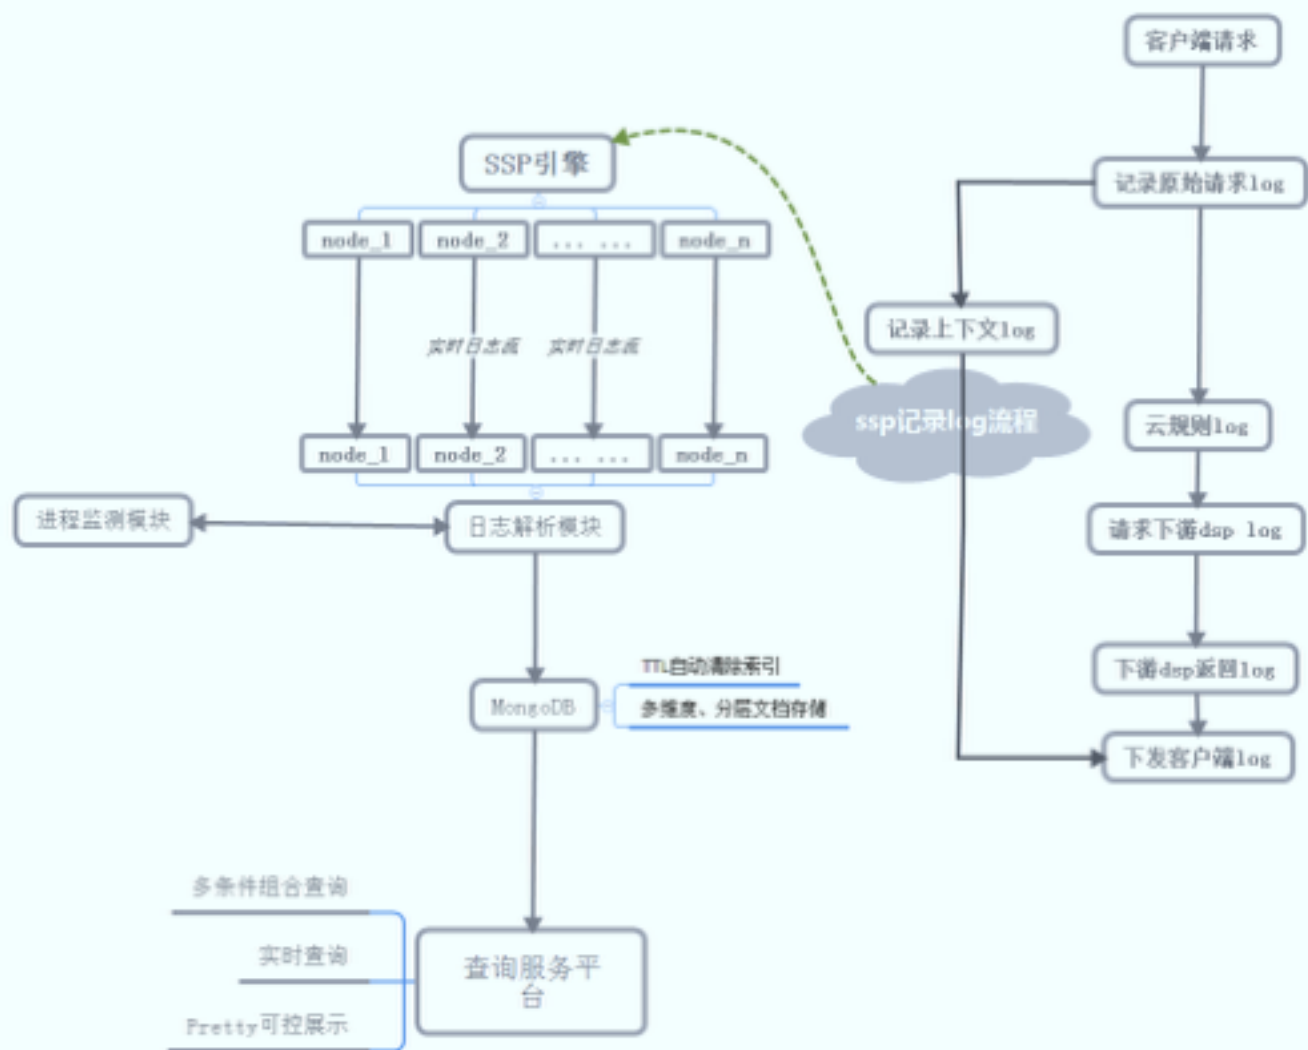 客户端请求
SSP引擎
记录原始请求log
node_1
node_2
... ...
node_n
记录上下文log
实时日志流
实时日志流
ssp记录log流程
云规则log
node_1
node_2
... ...
node_n
进程监测模块
日志解析模块
请求下游dsp log
TTL自动清除索引
下游dsp返回log
MongoDB
多维度、分层文档存储
下发客户端log
多条件组合查询
实时查询
查询服务平
台
Pretty可控展示